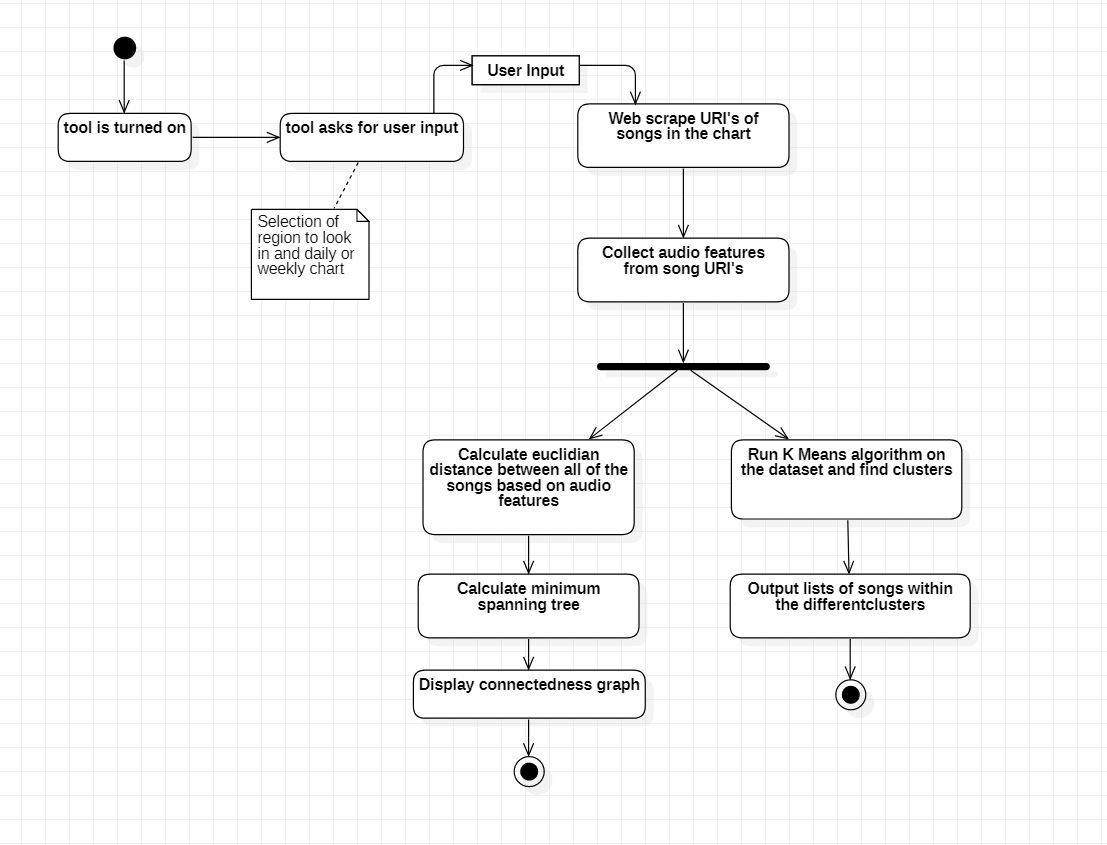 tool is turned on
tool asks for user input
User Input
Web scrape URI's of
songs in the chart
Selection of
region to look
in and daily or
weekly chart
Collect audio features
from song URI's
Calculate euclidian
distance between all of the
songs based on audio
features
Run K Means algorithm on
the dataset and find clusters
Calculate minimum
spanning tree
Output lists of songs within
the differentclusters
Display connectedness graph